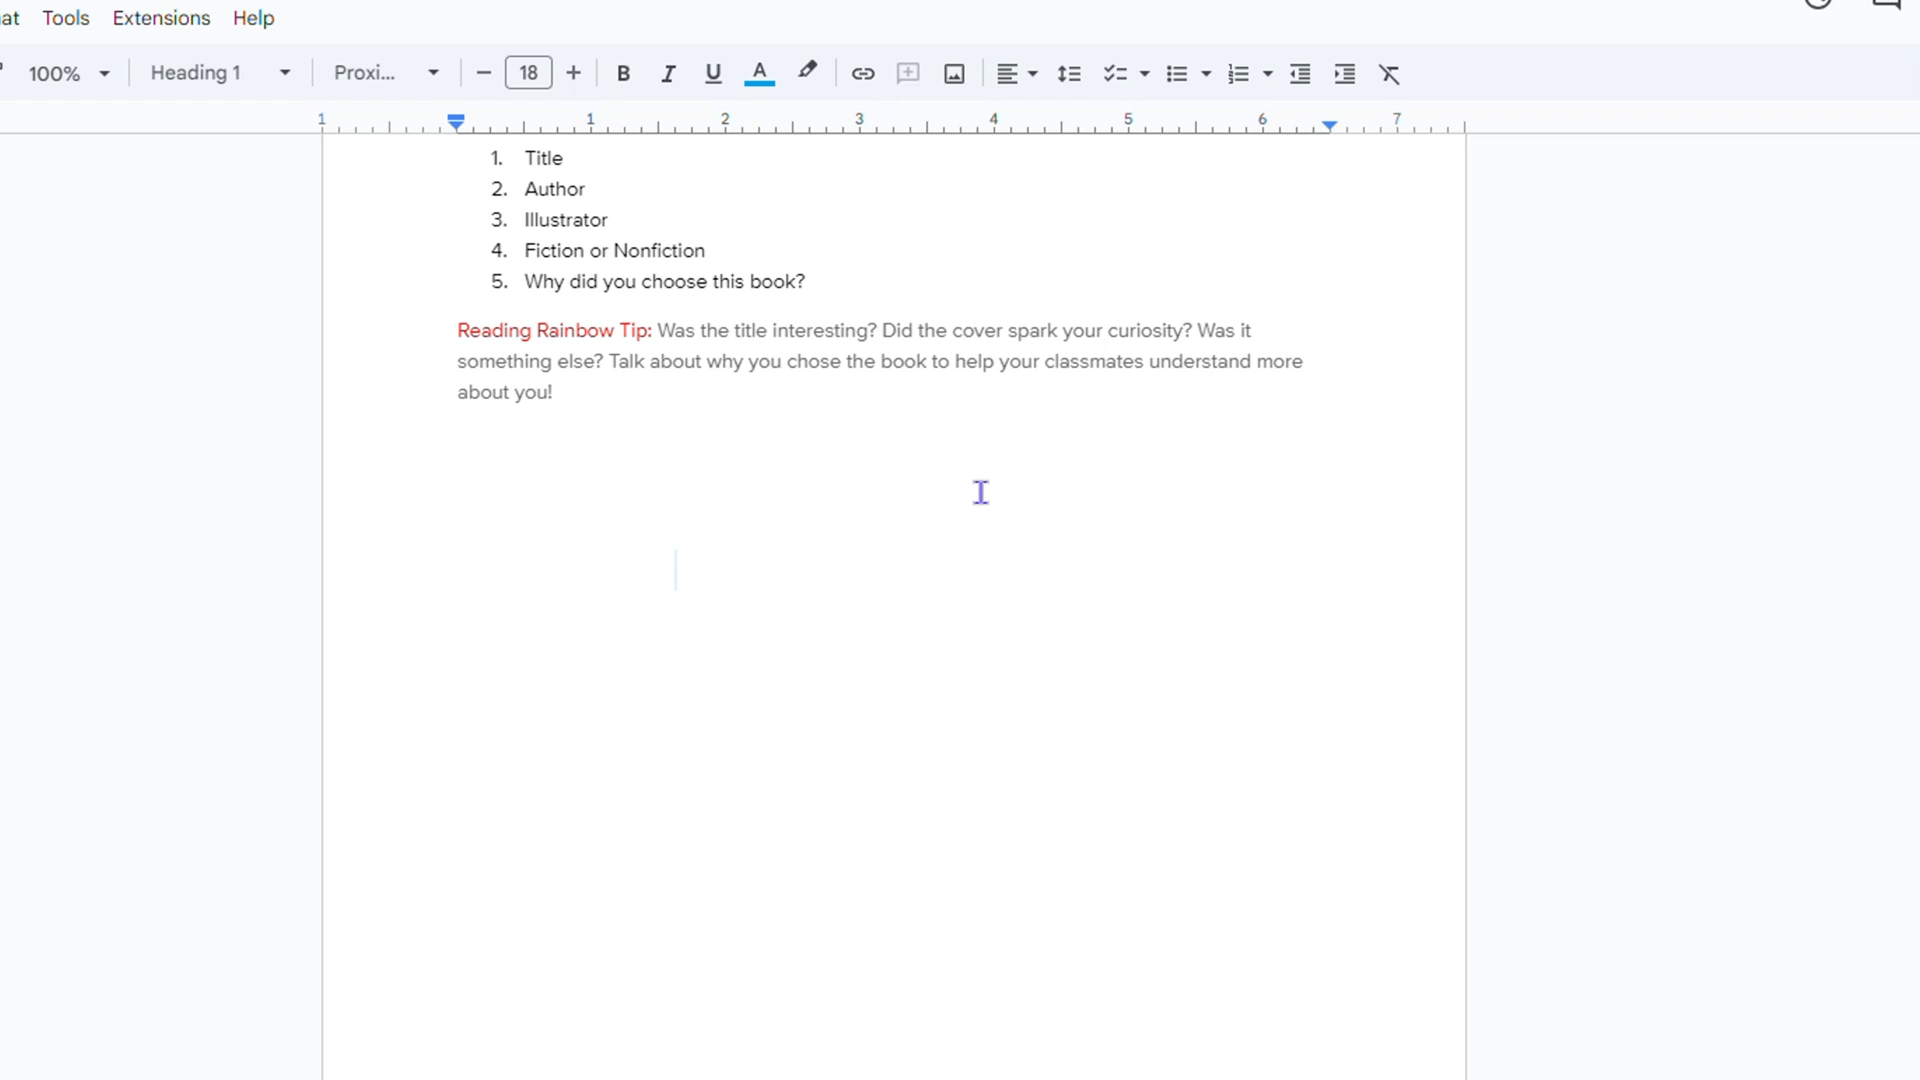 at Tools Extensions Help
100% Heading 1 Proxi... 18 B I U A
1 1 2 3 4 5 6 7
1. Title
2. Author
3. Illustrator
4. Fiction or Nonfiction
5. Why did you choose this book?
Reading Rainbow Tip: Was the title interesting? Did the cover spark your curiosity? Was it
something else? Talk about why you chose the book to help your classmates understand more
about you!